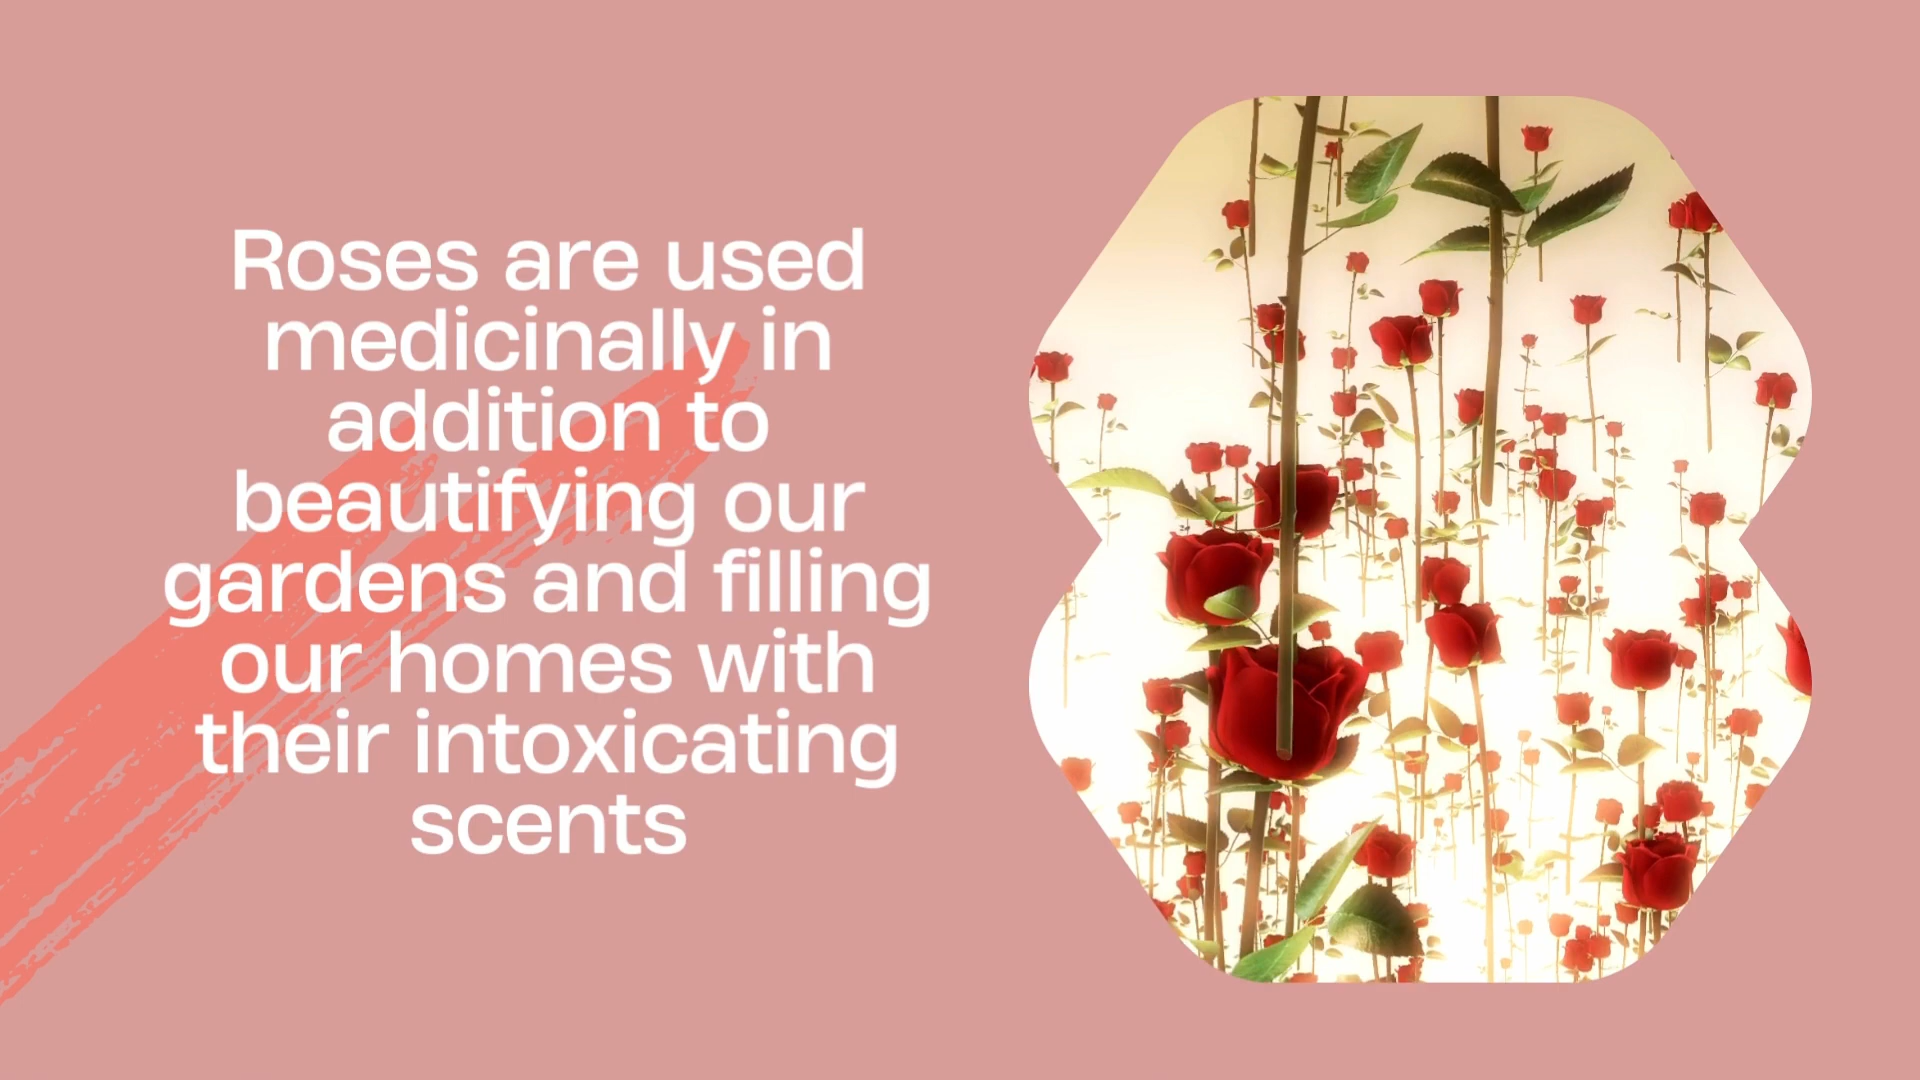 Roses are used
medicinally in
addition to
beautifying our
gardens and filling
our homes with
their intoxicating
scents